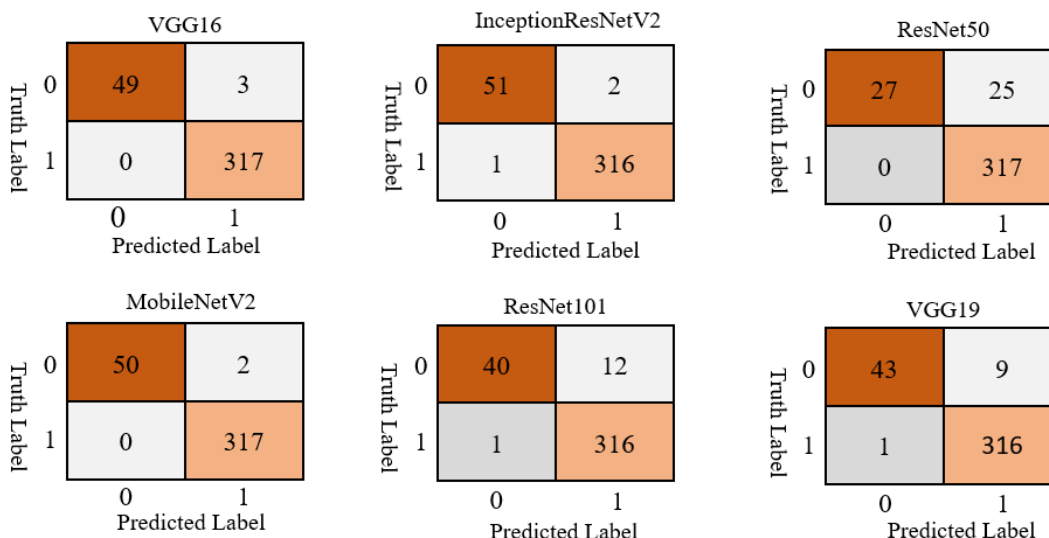 VGG16
Truth Label
0 49 3
1 0 317
0 1
Predicted Label
InceptionResNetV2
Truth Label
0 51 2
1 1 316
0 1
Predicted Label
ResNet50
Truth Label
0 27 25
1 0 317
0 1
Predicted Label
MobileNetV2
Truth Label
0 50 2
1 0 317
0 1
Predicted Label
ResNet101
Truth Label
0 40 12
1 1 316
0 1
Predicted Label
VGG19
Truth Label
0 43 9
1 1 316
0 1
Predicted Label